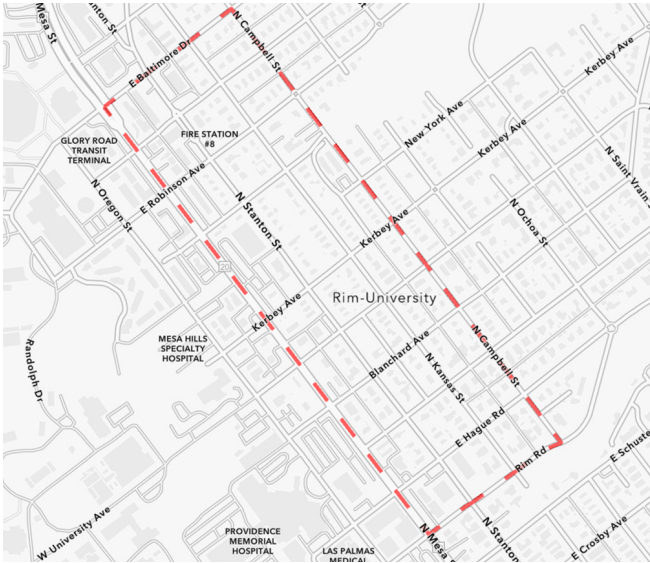 N Mesa St
nton St
N Campbell St
E Baltimore Dr
Kerbey Ave
New York Ave
FIRE STATION
#8
GLORY ROAD
TRANSIT
TERMINAL
Kerbey Ave
N Saint Vrain S
E Robinson Ave
N Oregon St
N Stanton St
N Ochoa St
Kerbey Ave
20
Rim-University
Kerbey Ave
MESA HILLS
SPECIALTY
HOSPITAL
N Campbell St
Blanchard Ave
Randolph Dr
N Kansas St
E Hague Rd
E Schuste
Rim Rd
W University Ave
N Mesa S
N Stanton
E Crosby Ave
PROVIDENCE
MEMORIAL
HOSPITAL
LAS PALMAS
MEDICAL